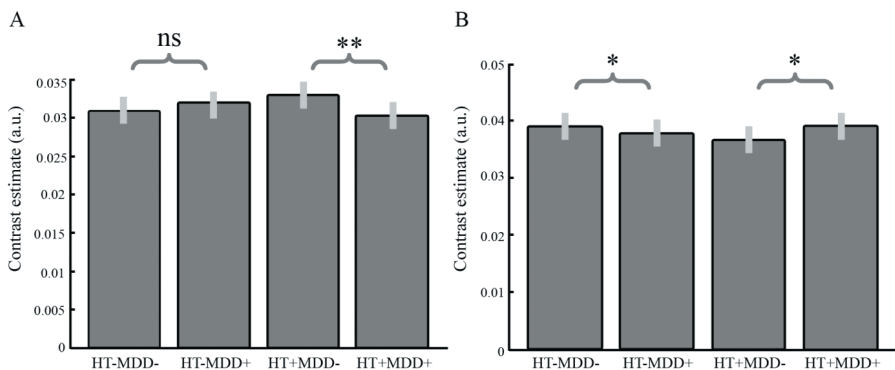 A
ns
**
Contrast estimate (a.u.)
0.035
0.03
0.025
0.02
0.015
0.01
0.005
0
HT-MDD-
HT-MDD+
HT+MDD-
HT+MDD+
B
*
*
Contrast estimate (a.u.)
0.05
0.04
0.03
0.02
0.01
0
HT-MDD-
HT-MDD+
HT+MDD-
HT+MDD+